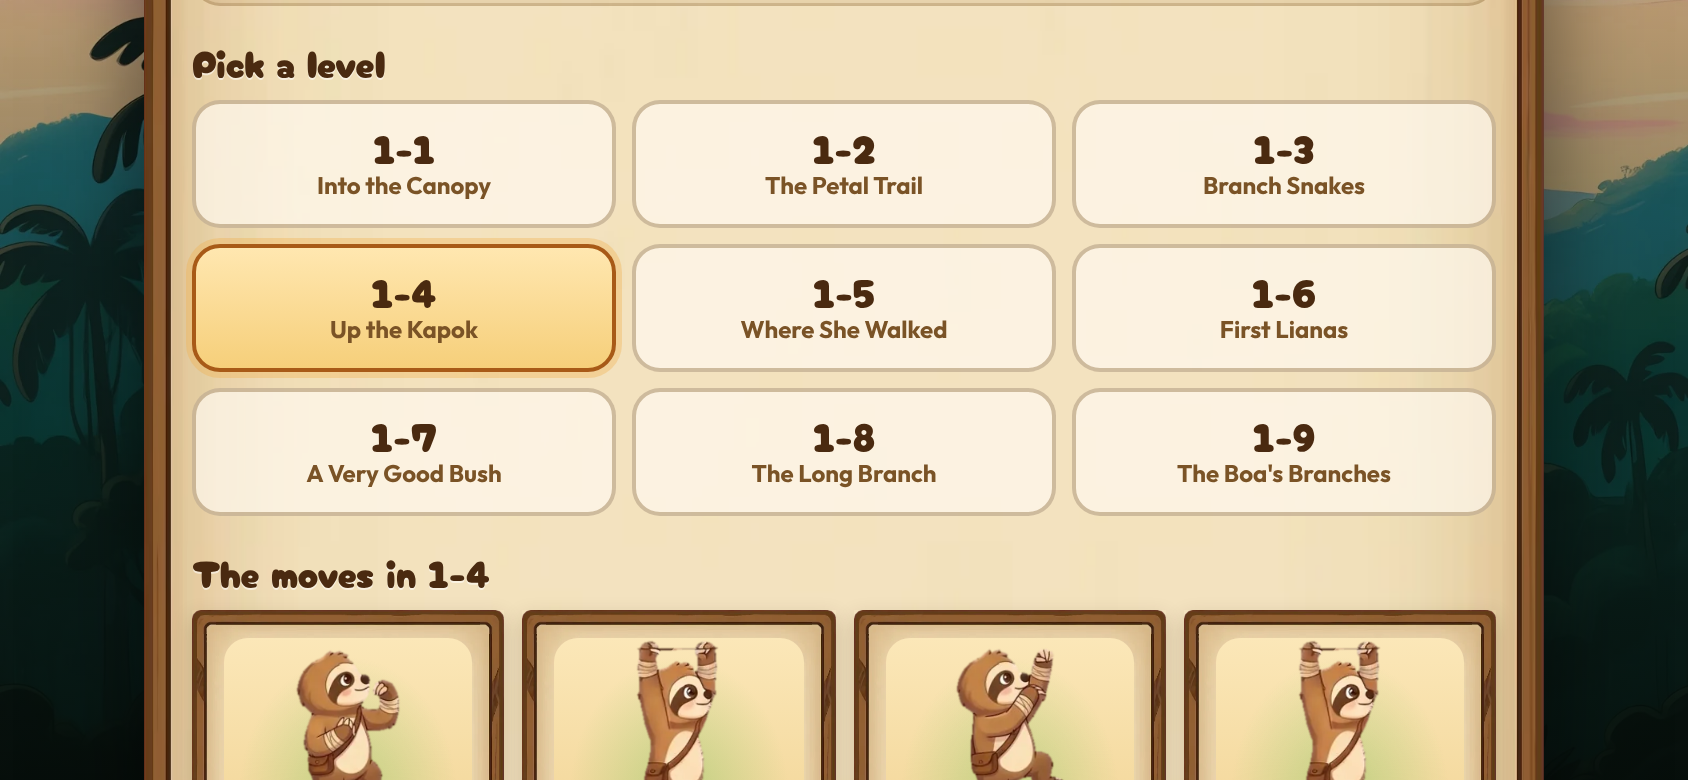 Pick a level
1-1
Into the Canopy
1-2
The Petal Trail
1-3
Branch Snakes
1-4
Up the Kapok
1-5
Where She Walked
1-6
First Lianas
1-7
A Very Good Bush
1-8
The Long Branch
1-9
The Boa's Branches
The moves in 1-4